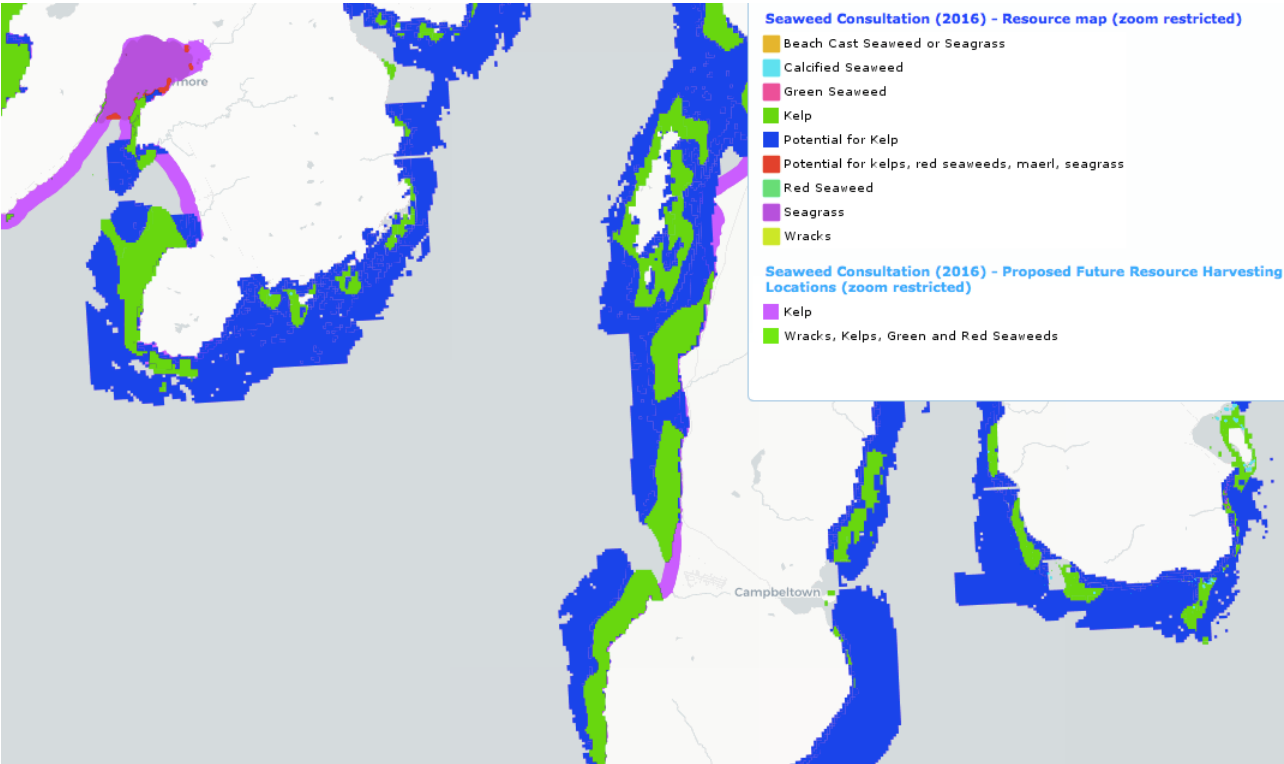 Seaweed Consultation (2016) - Resource map (zoom restricted)
Beach Cast Seaweed or Seagrass
Calcified Seaweed
Green Seaweed
Kelp
Potential for Kelp
Potential for kelps, red seaweeds, maerl, seagrass
Red Seaweed
Seagrass
Wracks
Seaweed Consultation (2016) - Proposed Future Resource Harvesting
Locations (zoom restricted)
Kelp
Wracks, Kelps, Green and Red Seaweeds
more
Campbeltown